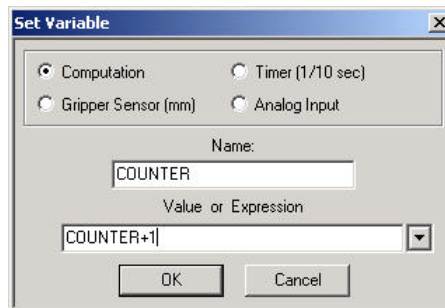 Set Variable
Computation Timer (1/10 sec)
Gripper Sensor (mm) Analog Input
Name:
COUNTER
Value or Expression
COUNTER+1
OK Cancel